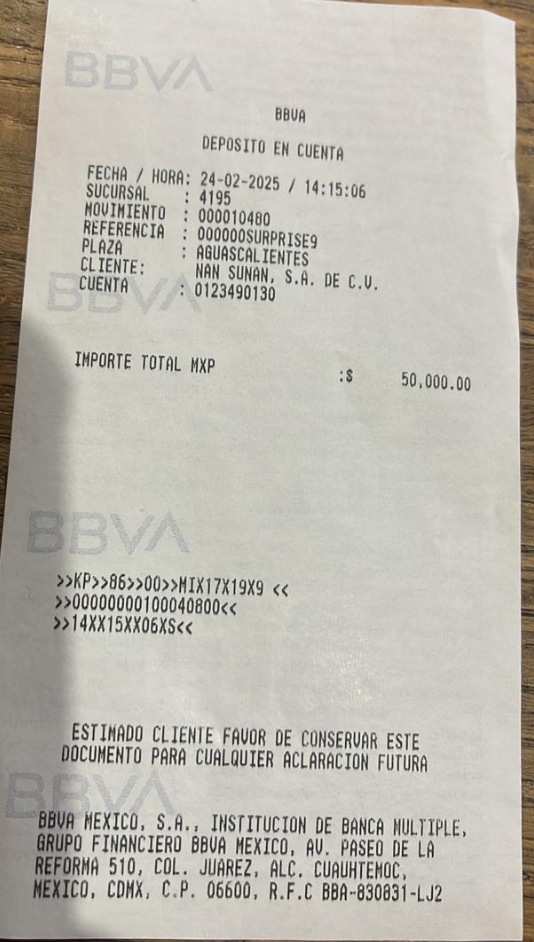 BBVA
BBVA
DEPOSITO EN CUENTA
FECHA / HORA: 24-02-2025 / 14:15:06
SUCURSAL : 4195
MOVIMIENTO : 000010480
REFERENCIA : 000000SURPRISE9
PLAZA : AGUASCALIENTES
CLIENTE: NAN SUNAN, S.A. DE C.V.
CUENTA : 0123490130
BBVA
IMPORTE TOTAL MXP :$ 50,000.00
BBVA
>>KP>>86>>00>>MIX17X19X9 <<
>>00000000100040800<<
>>14XX15XX06XS<<
ESTIMADO CLIENTE FAVOR DE CONSERVAR ESTE
DOCUMENTO PARA CUALQUIER ACLARACION FUTURA
BBVA
BBVA MEXICO, S.A., INSTITUCION DE BANCA MULTIPLE,
GRUPO FINANCIERO BBVA MEXICO, AV. PASEO DE LA
REFORMA 510, COL. JUAREZ, ALC. CUAUHTEMOC,
MEXICO, CDMX, C.P. 06600, R.F.C BBA-830831-LJ2